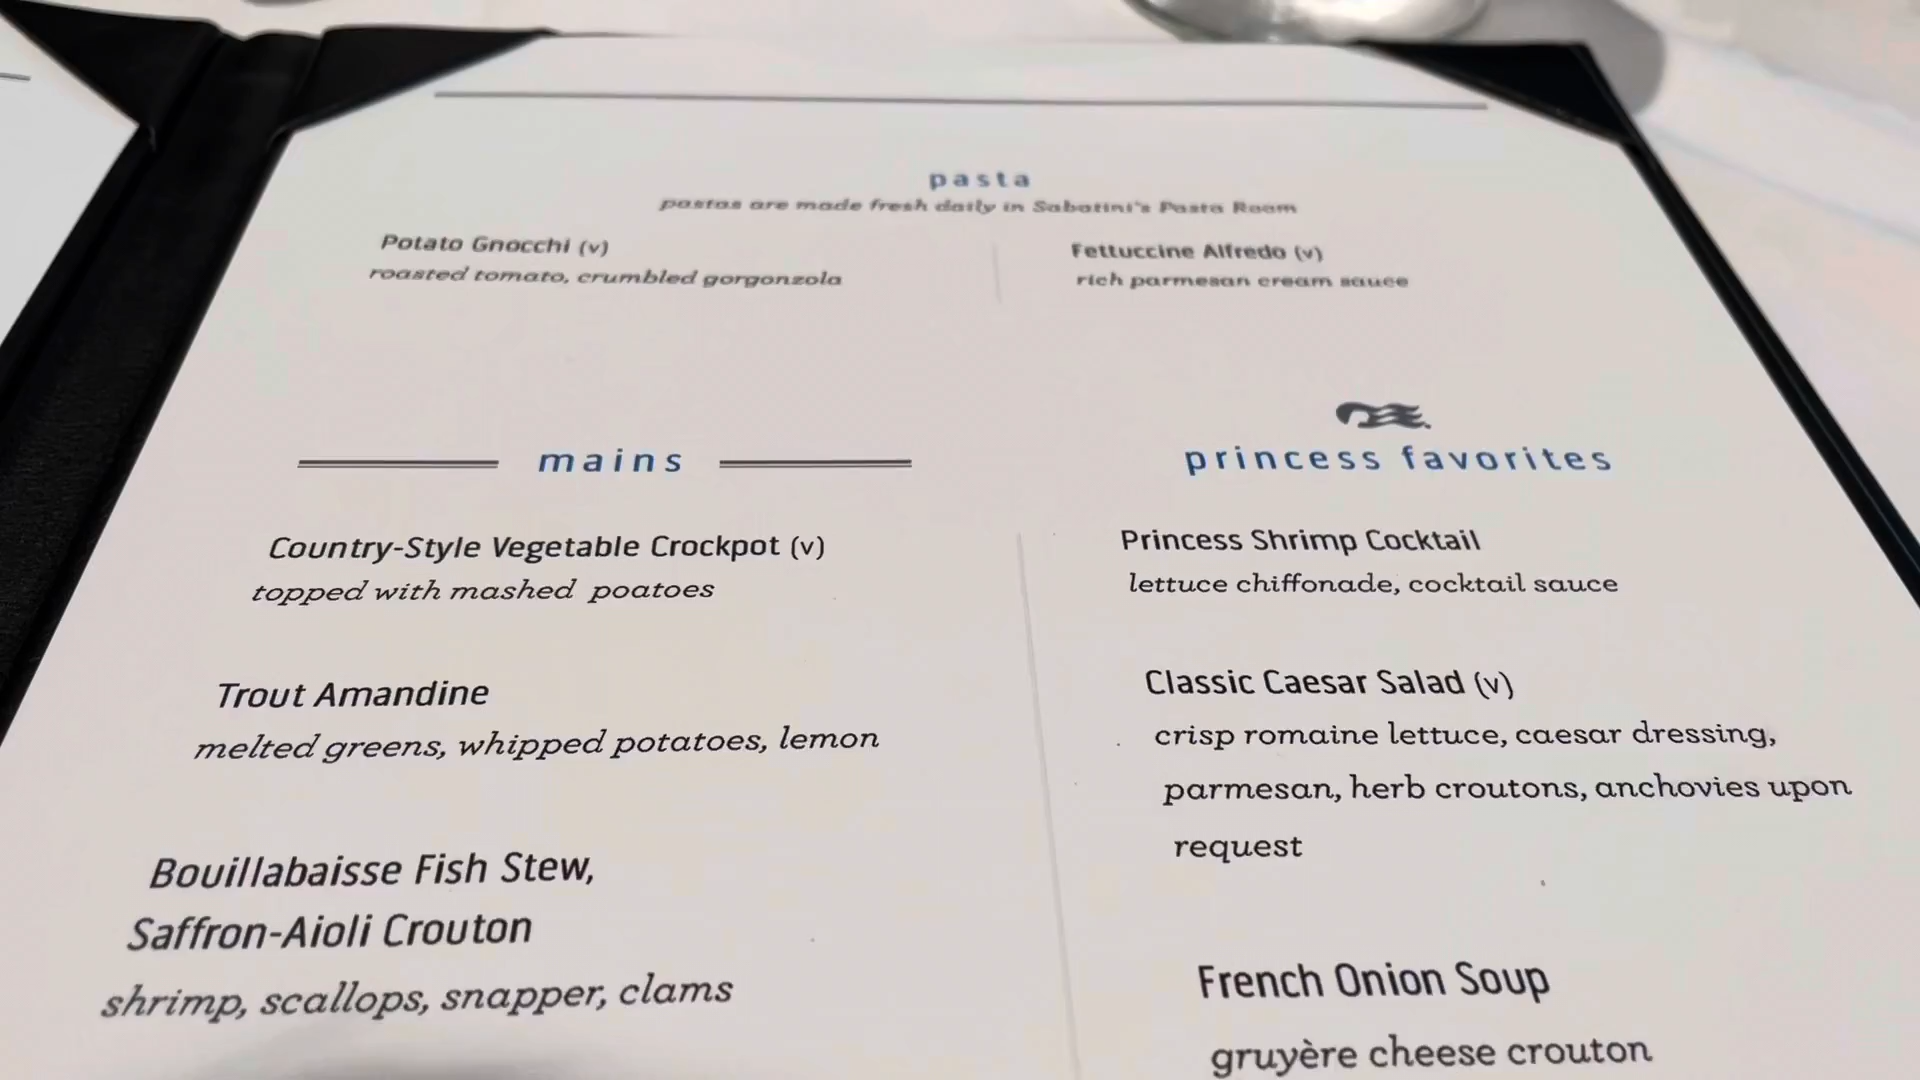 pasta
pastas are made fresh daily in Sabatini's Pasta Room
Potato Gnocchi (v)
roasted tomato, crumbled gorgonzola
Fettuccine Alfredo (v)
rich parmesan cream sauce
mains
Country-Style Vegetable Crockpot (v)
topped with mashed poatoes
Trout Amandine
melted greens, whipped potatoes, lemon
Bouillabaisse Fish Stew,
Saffron-Aioli Crouton
shrimp, scallops, snapper, clams
princess favorites
Princess Shrimp Cocktail
lettuce chiffonade, cocktail sauce
Classic Caesar Salad (v)
crisp romaine lettuce, caesar dressing,
parmesan, herb croutons, anchovies upon
request
French Onion Soup
gruyère cheese crouton